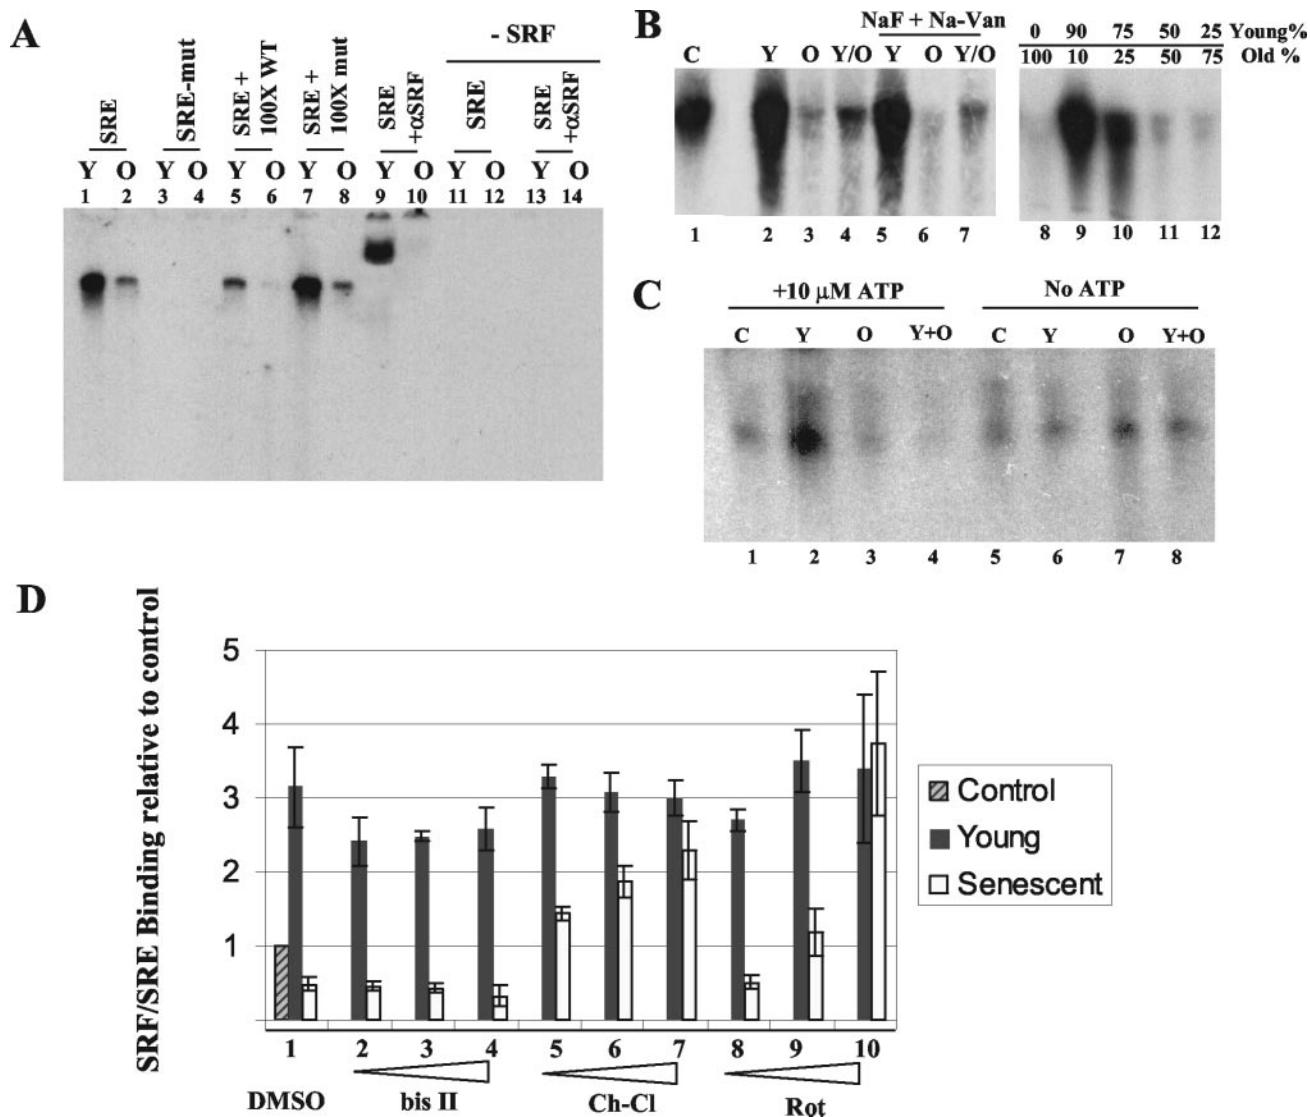 A
- SRF
SRE
SRE-mut
SRE +
100X WT
SRE +
100X mut
SRE
+αSRF
SRE
SRE
+αSRF
Y O Y O Y O Y O Y O Y O Y O
1 2 3 4 5 6 7 8 9 10 11 12 13 14
B
NaF + Na-Van
C Y O Y/O Y O Y/O
1 2 3 4 5 6 7
0 90 75 50 25 Young%
100 10 25 50 75 Old %
8 9 10 11 12
C
+10 μM ATP No ATP
C Y O Y+O C Y O Y+O
1 2 3 4 5 6 7 8
D
SRF/SRE Binding relative to control
5
4
3
2
1
Control
Young
Senescent
1 2 3 4 5 6 7 8 9 10
DMSO bis II Ch-Cl Rot